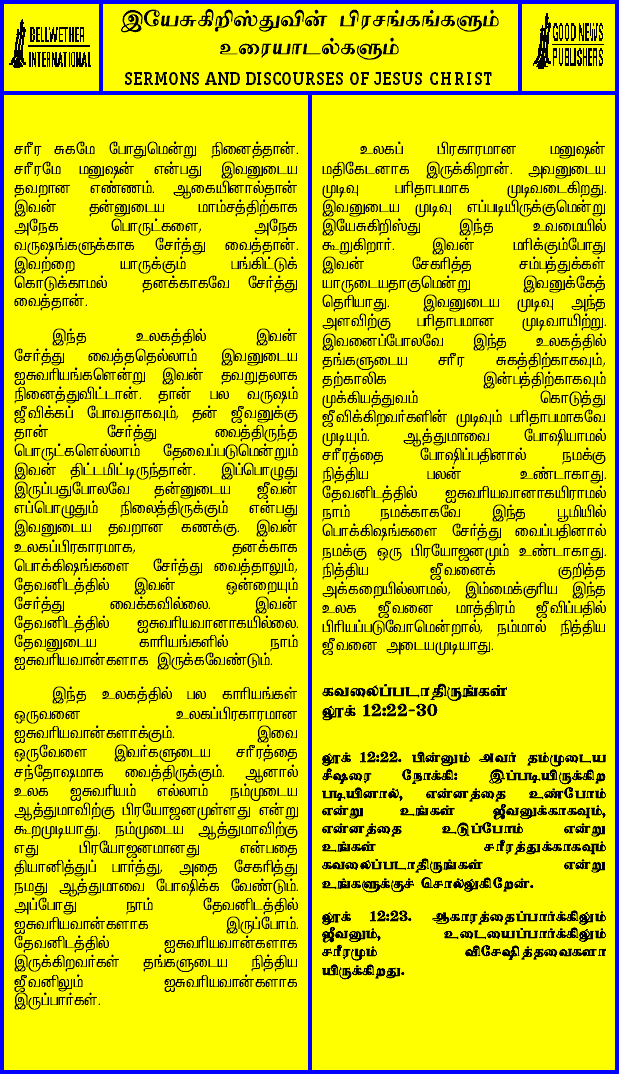 BELLWETHER
INTERNATIONAL
இயேசுகிறிஸ்துவின் பிரசங்கங்களும்
உரையாடல்களும்
SERMONS AND DISCOURSES OF JESUS CHRIST
GOOD NEWS
PUBLISHERS
சரீர சுகமே போதுமென்று நினைத்தான்.
சரீரமே மனுஷன் என்பது இவனுடைய
தவறான எண்ணம். ஆகையினால்தான்
இவன் தன்னுடைய மாம்சத்திற்காக
அநேக பொருட்களை, அநேக
வருஷங்களுக்காக சேர்த்து வைத்தான்.
இவற்றை யாருக்கும் பங்கிட்டுக்
கொடுக்காமல் தனக்காகவே சேர்த்து
வைத்தான்.
இந்த உலகத்தில் இவன்
சேர்த்து வைத்ததெல்லாம் இவனுடைய
ஐசுவரியங்களென்று இவன் தவறுதலாக
நினைத்துவிட்டான். தான் பல வருஷம்
ஜீவிக்கப் போவதாகவும், தன் ஜீவனுக்கு
தான் சேர்த்து வைத்திருந்த
பொருட்களெல்லாம் தேவைப்படுமென்றும்
இவன் திட்டமிட்டிருந்தான். இப்பொழுது
இருப்பதுபோலவே தன்னுடைய ஜீவன்
எப்பொழுதும் நிலைத்திருக்கும் என்பது
இவனுடைய தவறான கணக்கு. இவன்
உலகப்பிரகாரமாக, தனக்காக
பொக்கிஷங்களை சேர்த்து வைத்தாலும்,
தேவனிடத்தில் இவன் ஒன்றையும்
சேர்த்து வைக்கவில்லை. இவன்
தேவனிடத்தில் ஐசுவரியவானாகயில்லை.
தேவனுடைய காரியங்களில் நாம்
ஐசுவரியவான்களாக இருக்கவேண்டும்.
இந்த உலகத்தில் பல காரியங்கள்
ஒருவனை உலகப்பிரகாரமான
ஐசுவரியவான்களாக்கும். இவை
ஒருவேளை இவர்களுடைய சரீரத்தை
சந்தோஷமாக வைத்திருக்கும். ஆனால்
உலக ஐசுவரியம் எல்லாம் நம்முடைய
ஆத்துமாவிற்கு பிரயோஜனமுள்ளது என்று
கூறமுடியாது. நம்முடைய ஆத்துமாவிற்கு
எது பிரயோஜனமானது என்பதை
தியானித்துப் பார்த்து, அதை சேகரித்து
நமது ஆத்துமாவை போஷிக்க வேண்டும்.
அப்போது நாம் தேவனிடத்தில்
ஐசுவரியவான்களாக இருப்போம்.
தேவனிடத்தில் ஐசுவரியவான்களாக
இருக்கிறவர்கள் தங்களுடைய நித்திய
ஜீவனிலும் ஐசுவரியவான்களாக
இருப்பார்கள்.
உலகப் பிரகாரமான மனுஷன்
மதிகேடனாக இருக்கிறான். அவனுடைய
முடிவு பரிதாபமாக முடிவடைகிறது.
இவனுடைய முடிவு எப்படியிருக்குமென்று
இயேசுகிறிஸ்து இந்த உவமையில்
கூறுகிறார். இவன் மரிக்கும்போது
இவன் சேகரித்த சம்பத்துக்கள்
யாருடையதாகுமென்று இவனுக்கேத்
தெரியாது. இவனுடைய முடிவு அந்த
அளவிற்கு பரிதாபமான முடிவாயிற்று.
இவனைப்போலவே இந்த உலகத்தில்
தங்களுடைய சரீர சுகத்திற்காகவும்,
தற்காலிக இன்பத்திற்காகவும்
முக்கியத்துவம் கொடுத்து
ஜீவிக்கிறவர்களின் முடிவும் பரிதாபமாகவே
முடியும். ஆத்துமாவை போஷியாமல்
சரீரத்தை போஷிப்பதினால் நமக்கு
நித்திய பலன் உண்டாகாது.
தேவனிடத்தில் ஐசுவரியவானாகயிராமல்
நாம் நமக்காகவே இந்த பூமியில்
பொக்கிஷங்களை சேர்த்து வைப்பதினால்
நமக்கு ஒரு பிரயோஜனமும் உண்டாகாது.
நித்திய ஜீவனைக் குறித்த
அக்கறையில்லாமல், இம்மைக்குரிய இந்த
உலக ஜீவனை மாத்திரம் ஜீவிப்பதில்
பிரியப்படுவோமென்றால், நம்மால் நித்திய
ஜீவனை அடையமுடியாது.
கவலைப்படாதிருங்கள்
லூக் 12:22-30
லூக் 12:22. பின்னும் அவர் தம்முடைய
சீஷரை நோக்கி: இப்படியிருக்கிற
படியினால், என்னத்தை உண்போம்
என்று உங்கள் ஜீவனுக்காகவும்,
என்னத்தை உடுப்போம் என்று
உங்கள் சரீரத்துக்காகவும்
கவலைப்படாதிருங்கள் என்று
உங்களுக்குச் சொல்லுகிறேன்.
லூக் 12:23. ஆகாரத்தைப்பார்க்கிலும்
ஜீவனும், உடையைப்பார்க்கிலும்
சரீரமும் விசேஷித்தவைகளா
யிருக்கிறது.